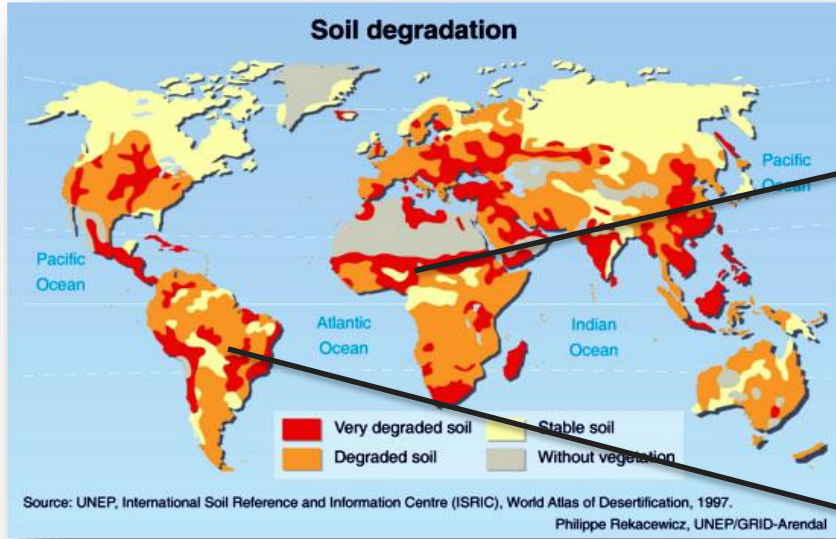 Soil degradation
Pacific
Ocean
Pacific
Ocean
Atlantic
Ocean
Indian
Ocean
Very degraded soil
Stable soil
Degraded soil
Without vegetation
Source: UNEP, International Soil Reference and Information Centre (ISRIC), World Atlas of Desertification, 1997.
Philippe Rekacewicz, UNEP/GRID-Arendal